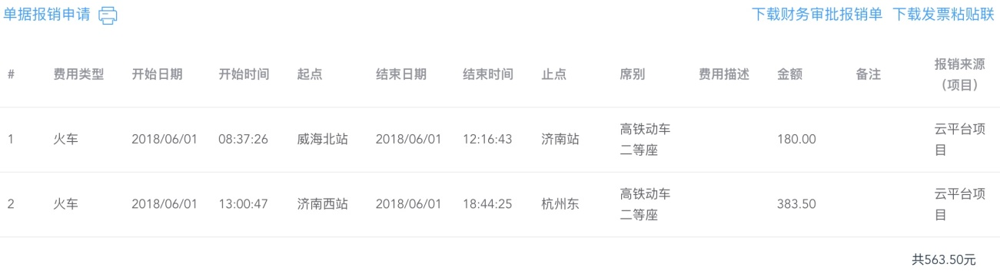 单据报销申请 下载财务审批报销单 下载发票粘贴联
# 费用类型 开始日期 开始时间 起点 结束日期 结束时间 止点 席别 费用描述 金额 备注 报销来源
（项目）
1 火车 2018/06/01 08:37:26 威海北站 2018/06/01 12:16:43 济南站 高铁动车 180.00 云平台项
二等座 目
2 火车 2018/06/01 13:00:47 济南西站 2018/06/01 18:44:25 杭州东 高铁动车 383.50 云平台项
二等座 目
共563.50元